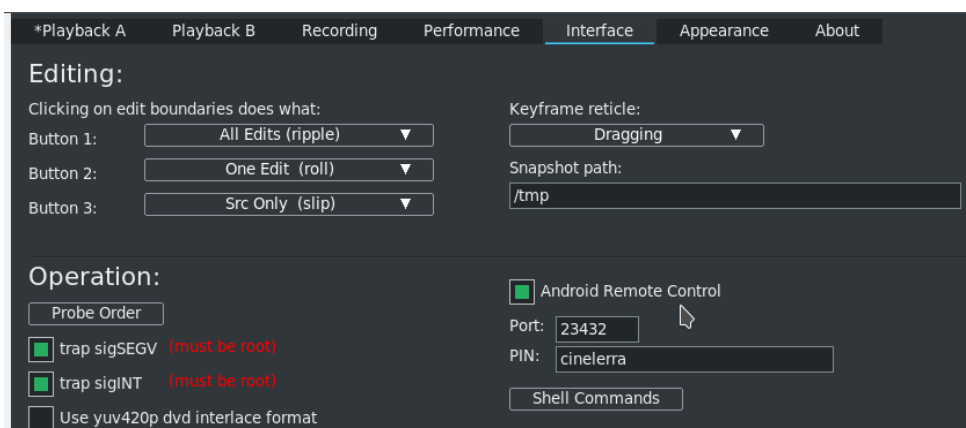 *Playback A Playback B Recording Performance Interface Appearance About
Editing:
Clicking on edit boundaries does what:
Button 1: All Edits (ripple)
Button 2: One Edit (roll)
Button 3: Src Only (slip)
Keyframe reticle:
Dragging
Snapshot path:
/tmp
Operation:
Probe Order
trap sigSEGV (must be root)
trap sigINT (must be root)
Use yuv420p dvd interlace format
Android Remote Control
Port: 23432
PIN: cinelerra
Shell Commands